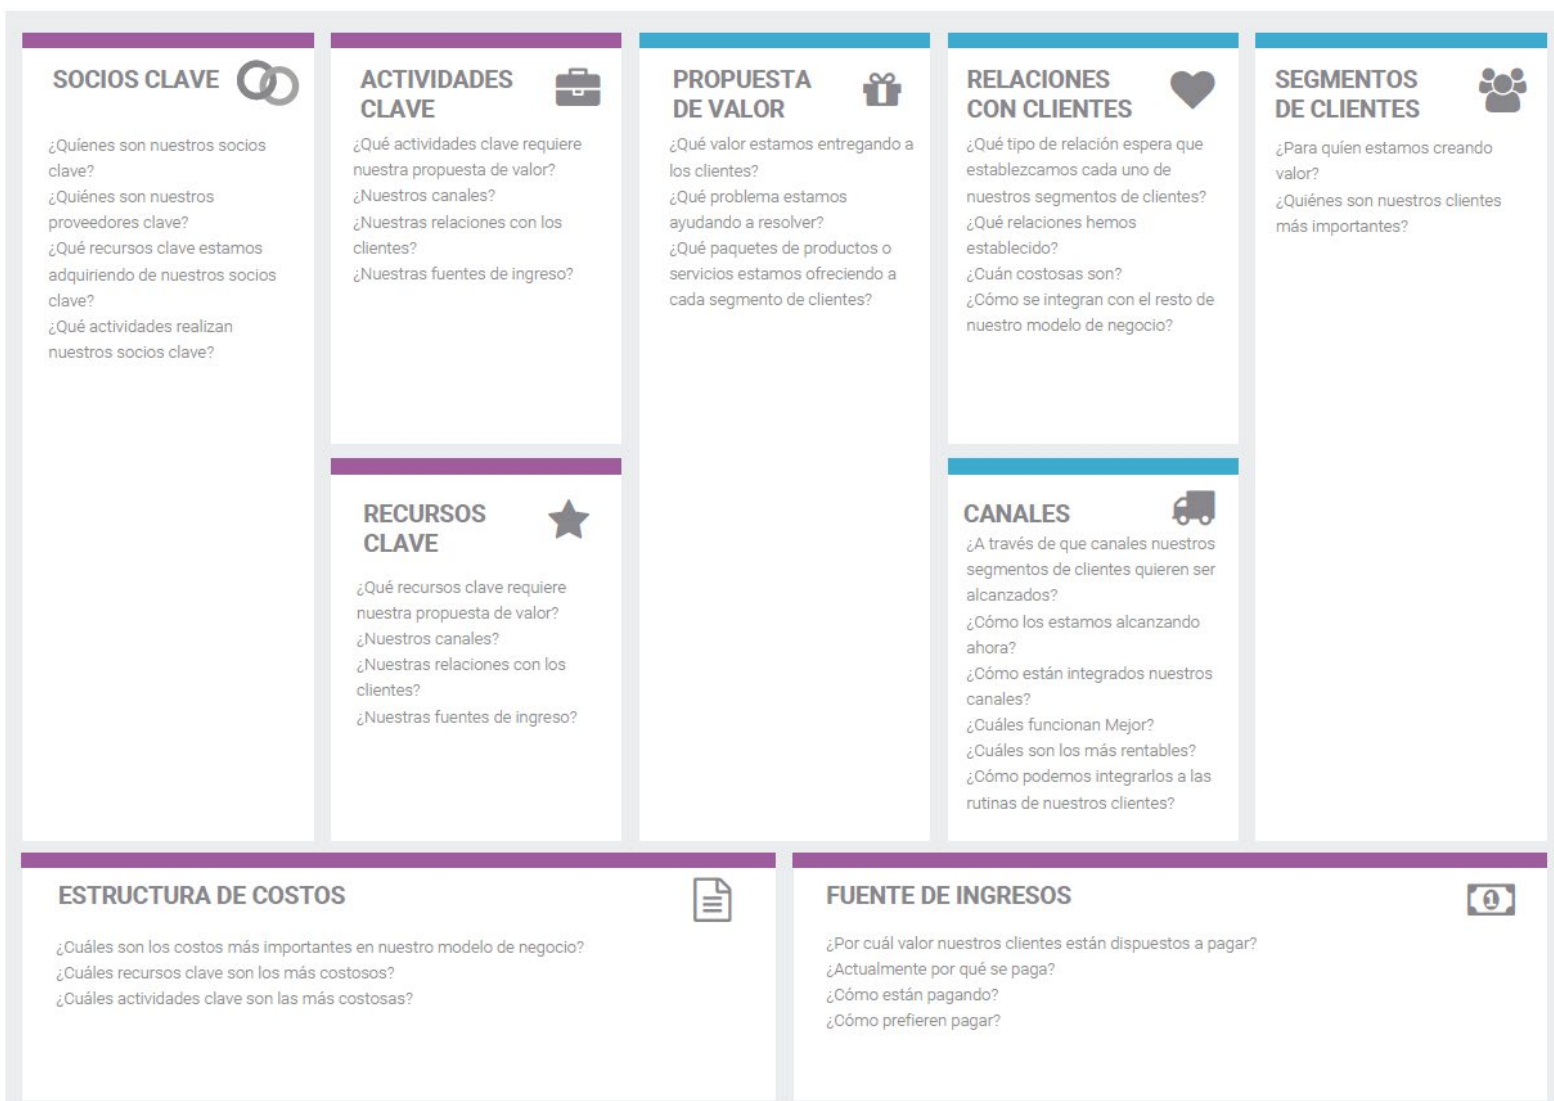 SOCIOS CLAVE
¿Quíenes son nuestros socios
clave?
¿Quiénes son nuestros
proveedores clave?
¿Qué recursos clave estamos
adquiriendo de nuestros socios
clave?
¿Qué actividades realizan
nuestros socios clave?
ACTIVIDADES
CLAVE
¿Qué actividades clave requiere
nuestra propuesta de valor?
¿Nuestros canales?
¿Nuestras relaciones con los
clientes?
¿Nuestras fuentes de ingreso?
RECURSOS
CLAVE
¿Qué recursos clave requiere
nuestra propuesta de valor?
¿Nuestros canales?
¿Nuestras relaciones con los
clientes?
¿Nuestras fuentes de ingreso?
PROPUESTA
DE VALOR
¿Qué valor estamos entregando a
los clientes?
¿Qué problema estamos
ayudando a resolver?
¿Qué paquetes de productos o
servicios estamos ofreciendo a
cada segmento de clientes?
RELACIONES
CON CLIENTES
¿Qué tipo de relación espera que
establezcamos cada uno de
nuestros segmentos de clientes?
¿Qué relaciones hemos
establecido?
¿Cuán costosas son?
¿Cómo se integran con el resto de
nuestro modelo de negocio?
CANALES
¿A través de que canales nuestros
segmentos de clientes quieren ser
alcanzados?
¿Cómo los estamos alcanzando
ahora?
¿Cómo están integrados nuestros
canales?
¿Cuáles funcionan Mejor?
¿Cuáles son los más rentables?
¿Cómo podemos integrarlos a las
rutinas de nuestros clientes?
SEGMENTOS
DE CLIENTES
¿Para quien estamos creando
valor?
¿Quiénes son nuestros clientes
más importantes?
ESTRUCTURA DE COSTOS
¿Cuáles son los costos más importantes en nuestro modelo de negocio?
¿Cuáles recursos clave son los más costosos?
¿Cuáles actividades clave son las más costosas?
FUENTE DE INGRESOS
1
¿Por cuál valor nuestros clientes están dispuestos a pagar?
¿Actualmente por qué se paga?
¿Cómo están pagando?
¿Cómo prefieren pagar?